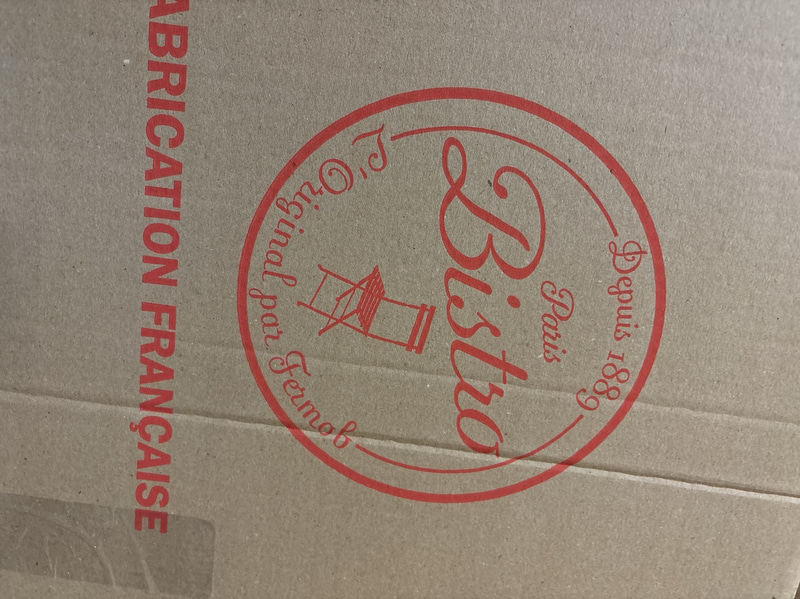 Depuis 1889
Paris
Bistro
L'Original par Fermob
ABRICATION FRANÇAISE